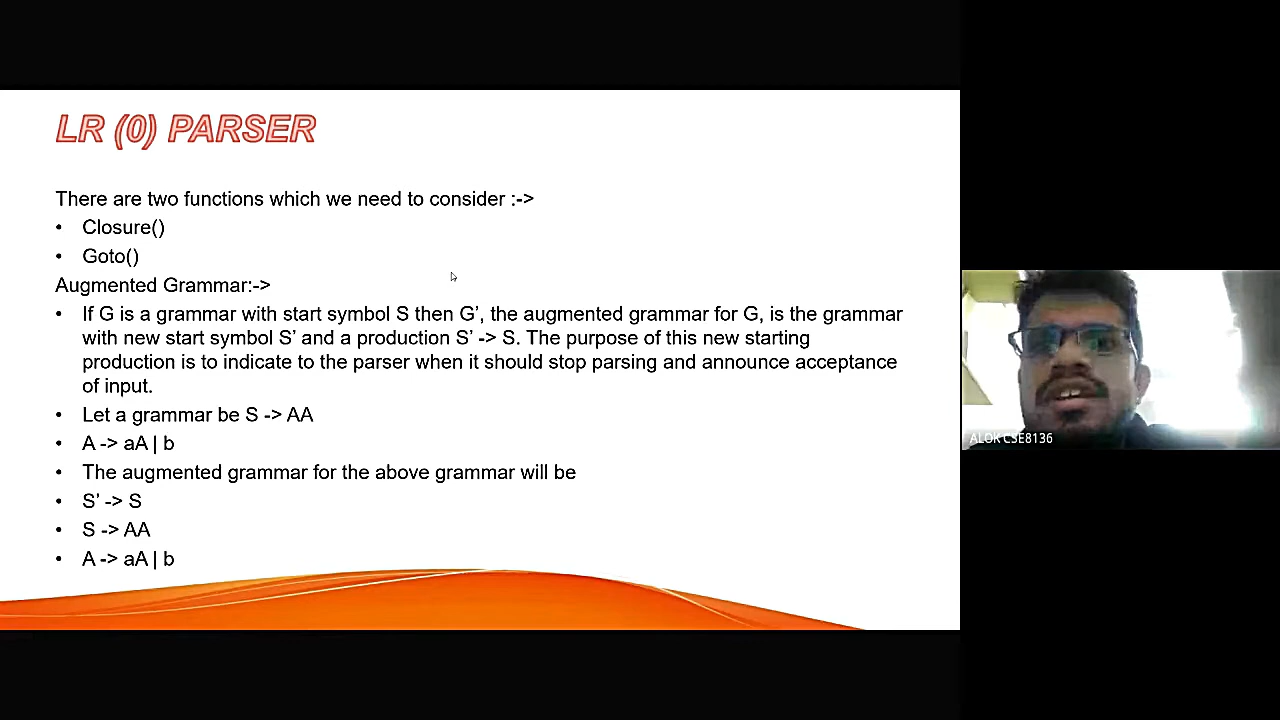 LR (0) PARSER
There are two functions which we need to consider :->
• Closure()
• Goto()
Augmented Grammar:->
• If G is a grammar with start symbol S then G’, the augmented grammar for G, is the grammar
with new start symbol S’ and a production S’ -> S. The purpose of this new starting
production is to indicate to the parser when it should stop parsing and announce acceptance
of input.
• Let a grammar be S -> AA
• A -> aA | b
• The augmented grammar for the above grammar will be
• S’ -> S
• S -> AA
• A -> aA | b
ALOK CSE8136